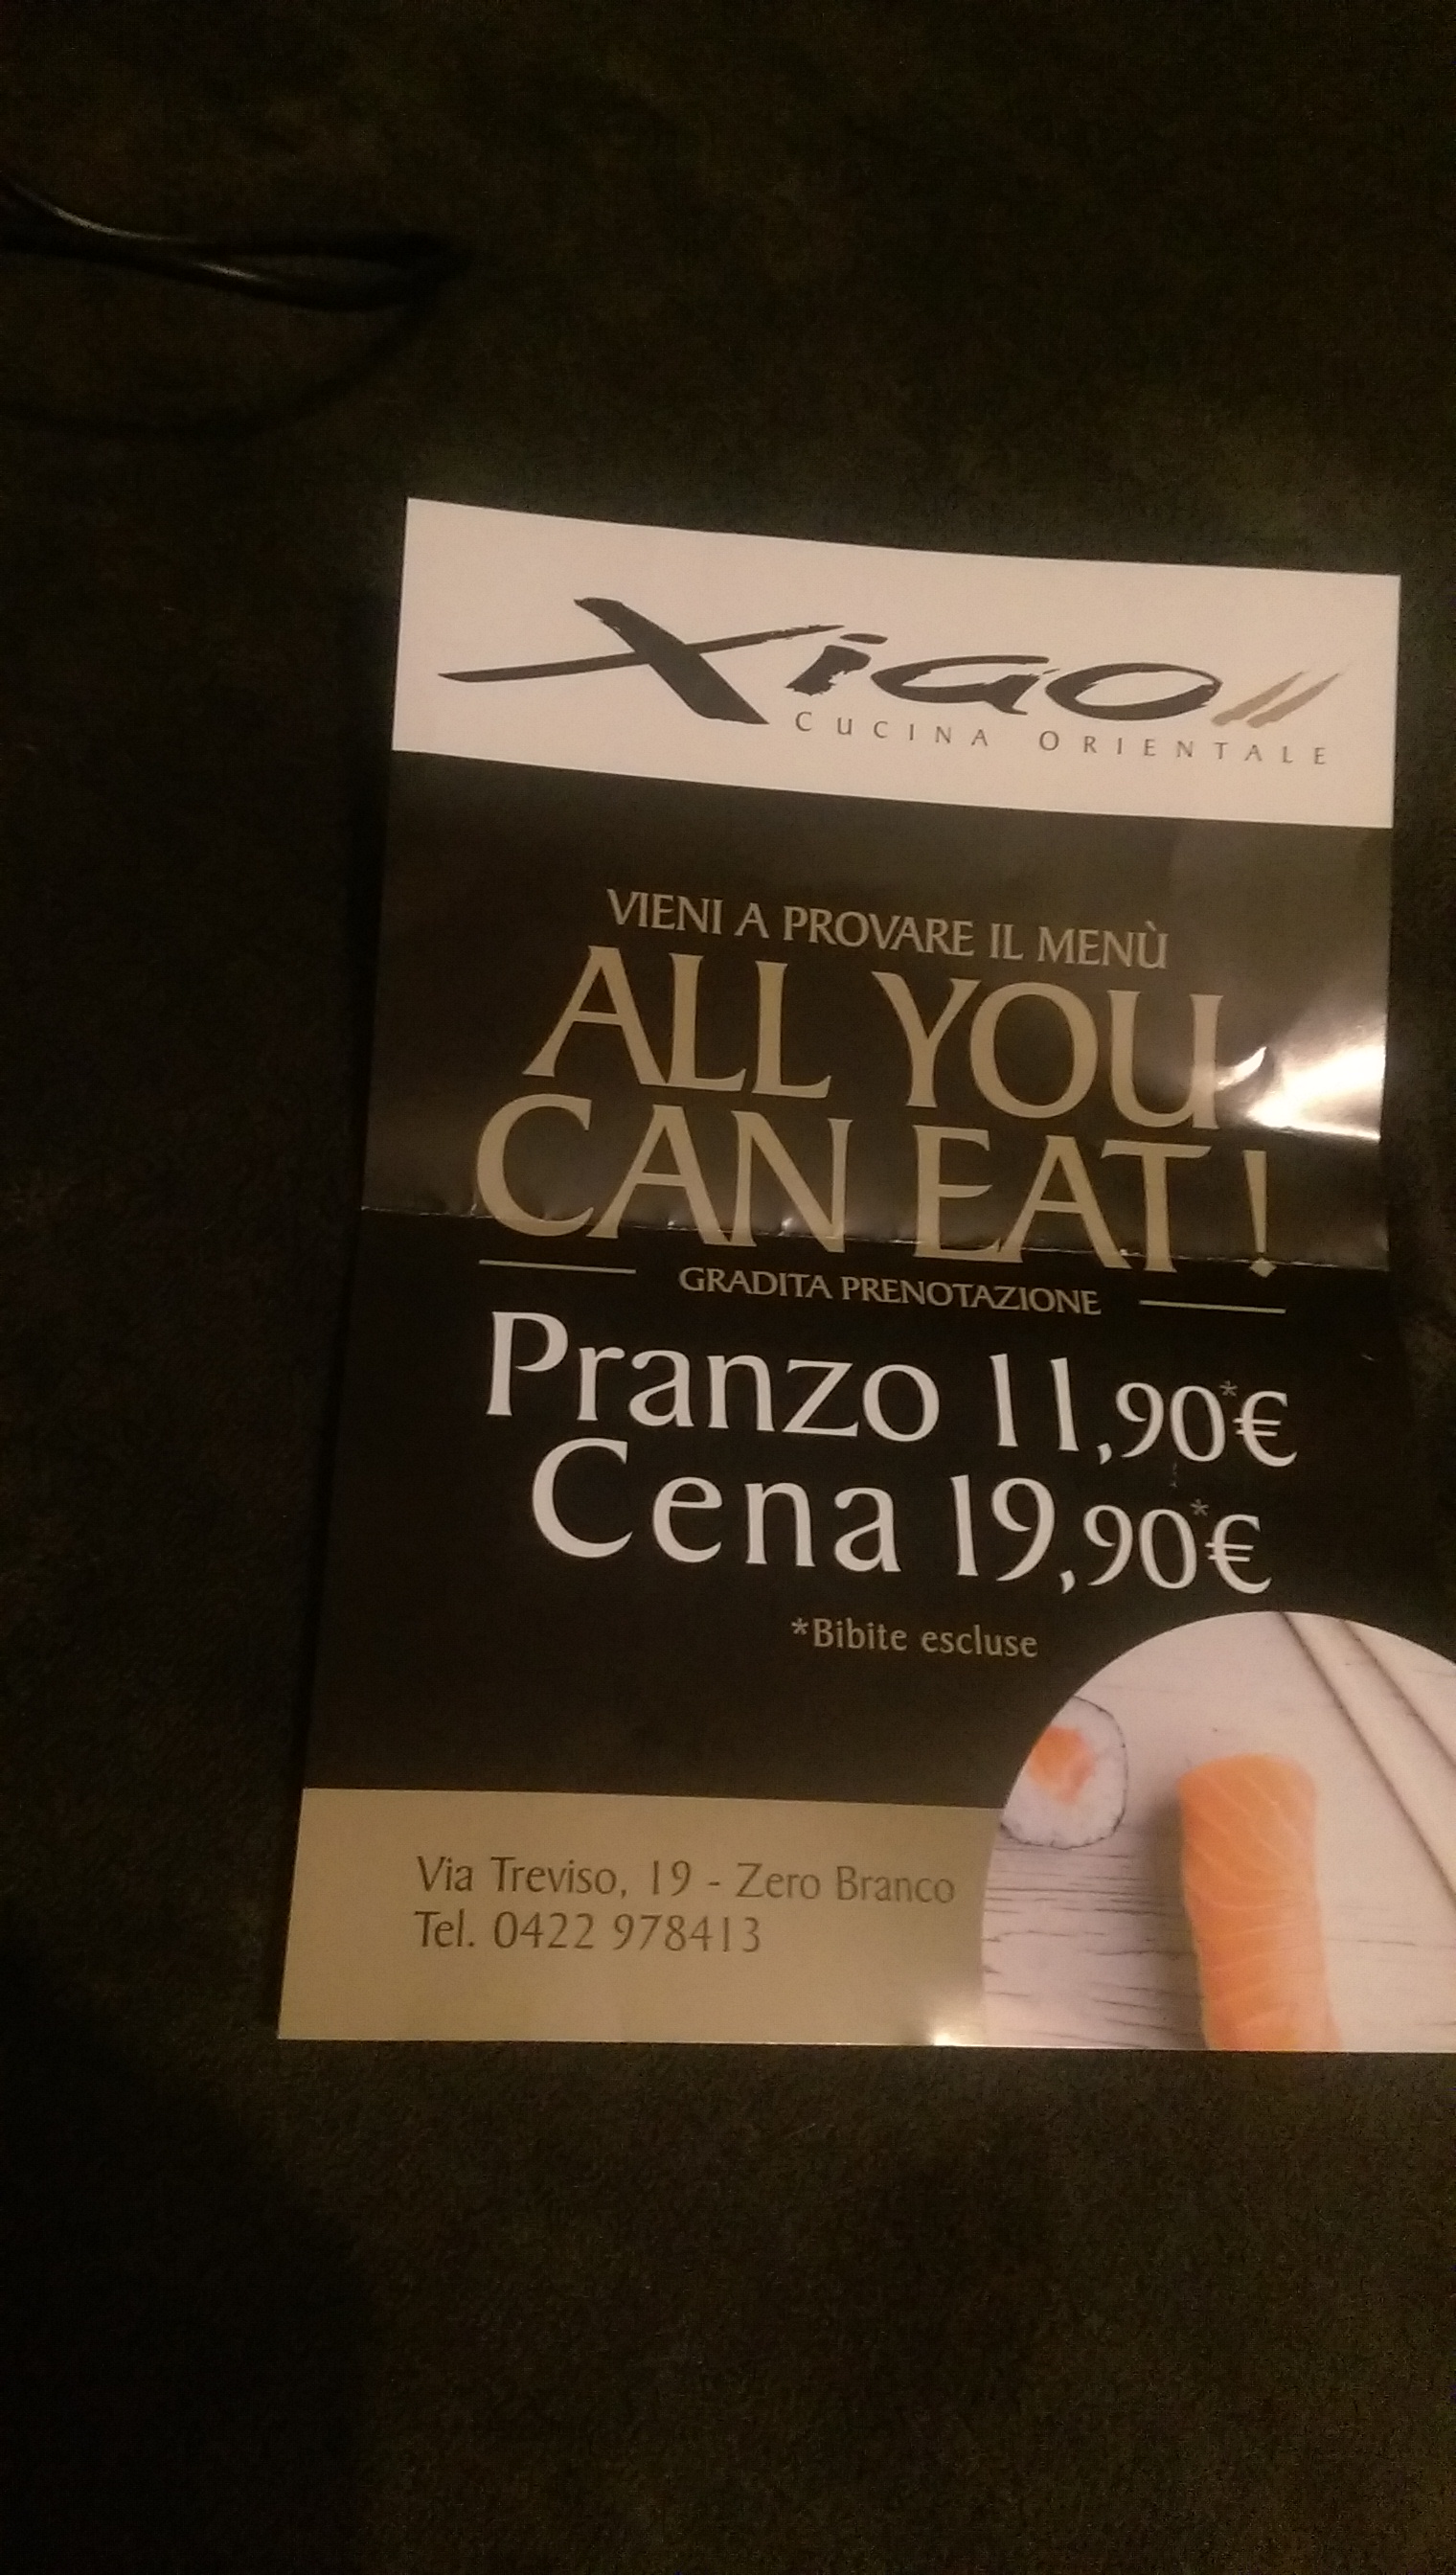 XiGO
CUCINA ORIENTALE
VIENI A PROVARE IL MENÙ
ALL YOU
CAN EAT!
GRADITA PRENOTAZIONE
Pranzo 11,90*€
Cena 19,90*€
*Bibite escluse
Via Treviso, 19 - Zero Branco
Tel. 0422 978413